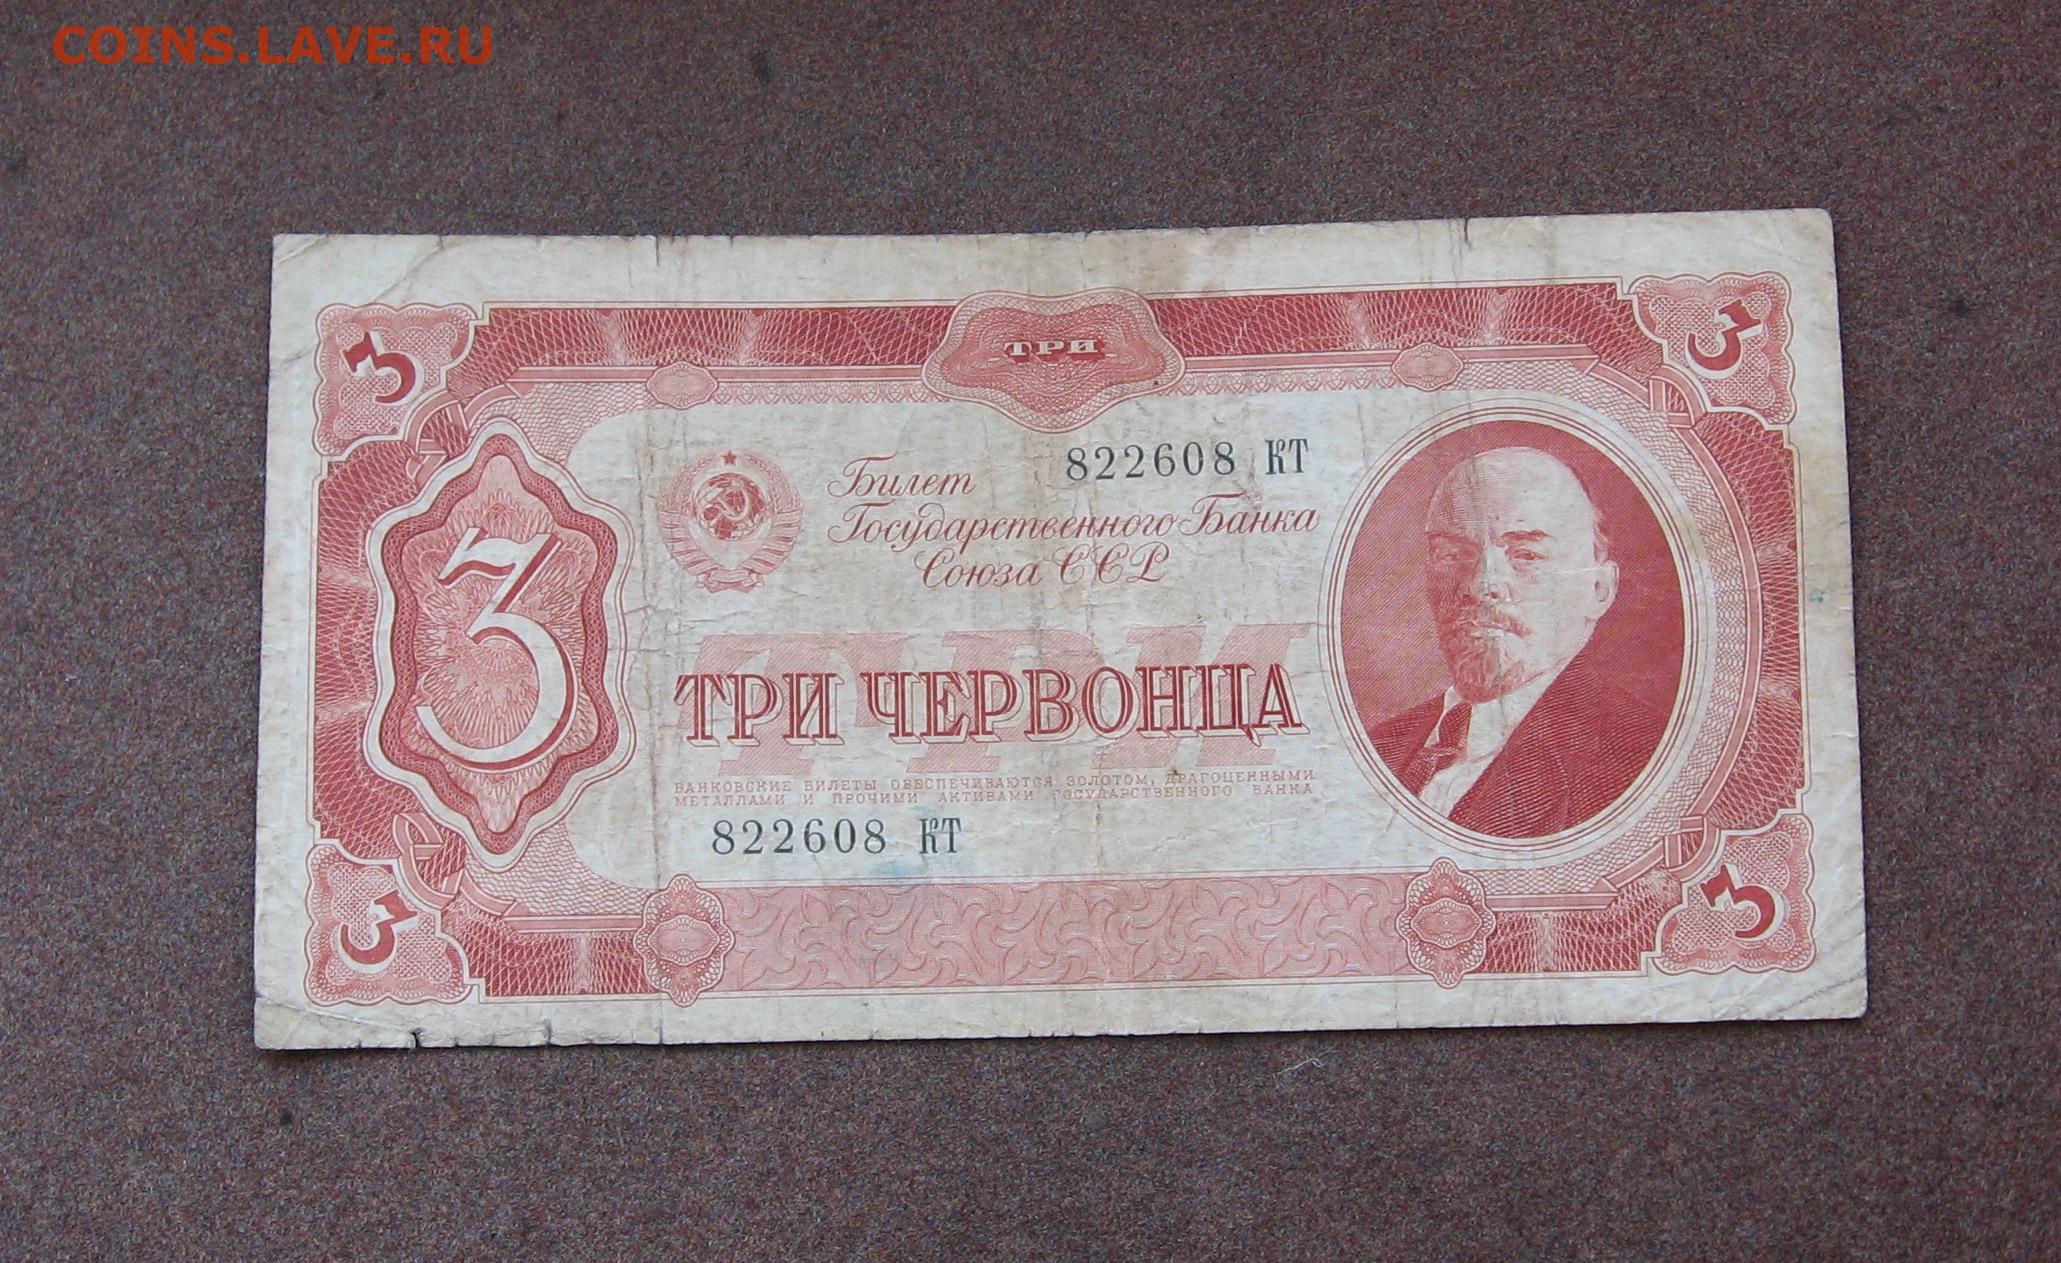 COINS.LAVE.RU
ТРИ
3
3
822608 КТ
Билет
Государственного Банка
Союза ССР
3
ТРИ
ТРИ ЧЕРВОНЦА
БАНКОВСКИЕ БИЛЕТЫ ОБЕСПЕЧИВАЮТСЯ ЗОЛОТОМ, ДРАГОЦЕННЫМИ
МЕТАЛЛАМИ И ПРОЧИМИ АКТИВАМИ ГОСУДАРСТВЕННОГО БАНКА
822608 КТ
3
3